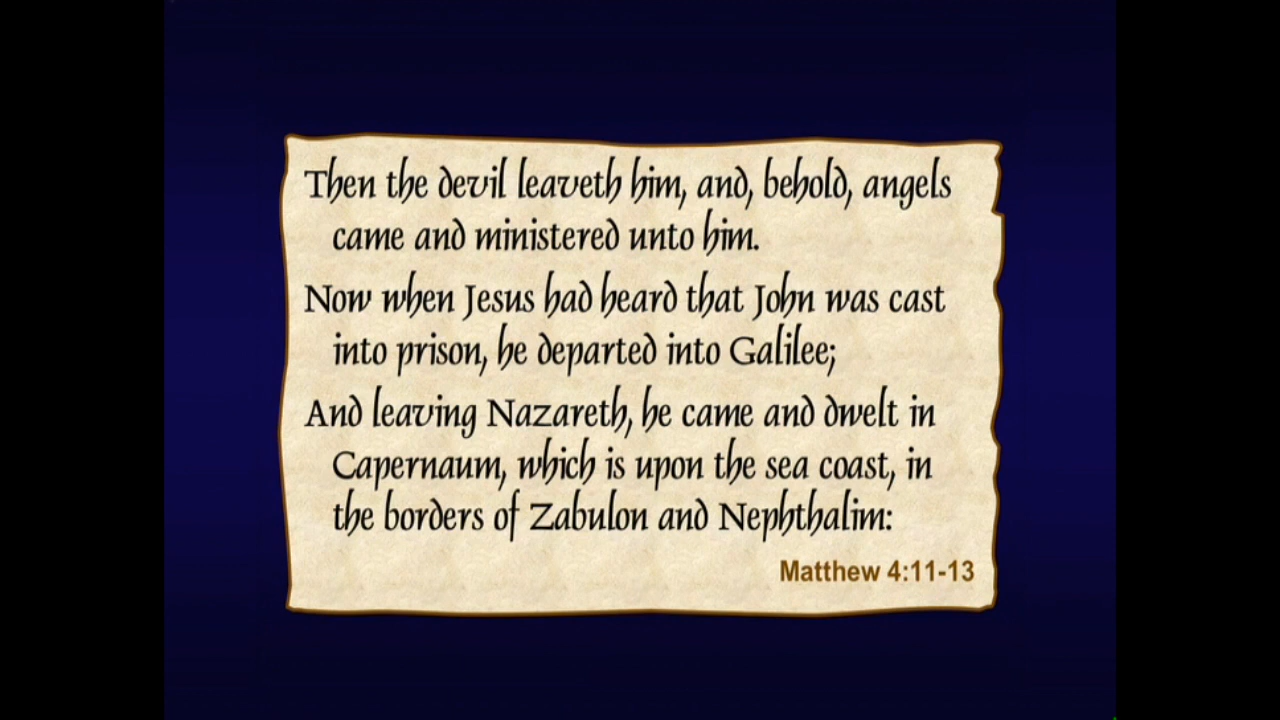 Then the devil leaveth him, and, behold, angels
came and ministered unto him.
Now when Jesus had heard that John was cast
into prison, he departed into Galilee;
And leaving Nazareth, he came and dwelt in
Capernaum, which is upon the sea coast, in
the borders of Zabulon and Nephthalim:
Matthew 4:11-13